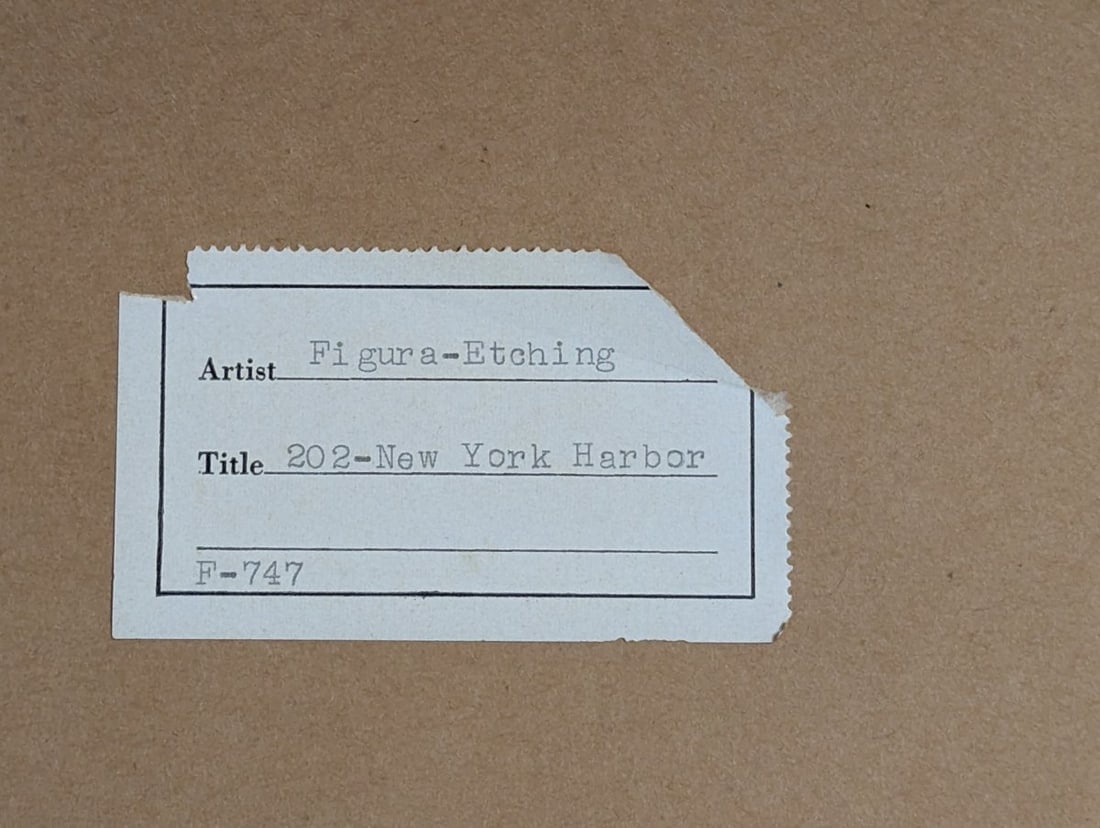 Artist Figura-Etching
Title 202-New York Harbor
F-747